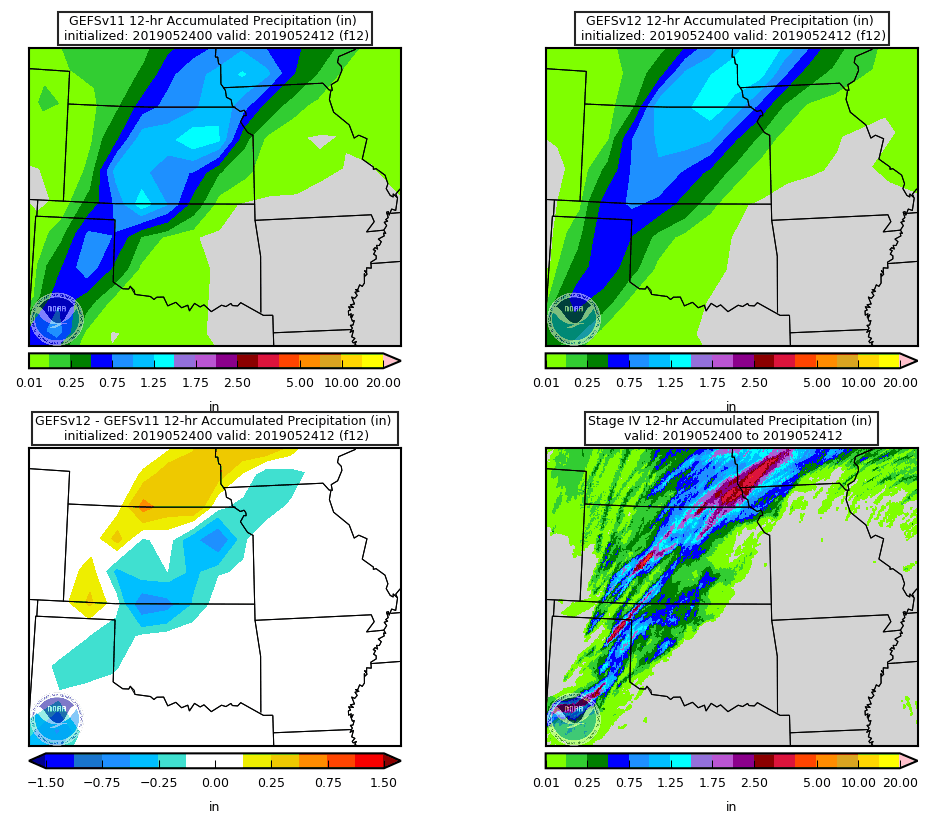 GEFSv11 12-hr Accumulated Precipitation (in)
initialized: 2019052400 valid: 2019052412 (f12)
NOAA
0.01 0.25 0.75 1.25 1.75 2.50 5.00 10.00 20.00
in
GEFSv12 12-hr Accumulated Precipitation (in)
initialized: 2019052400 valid: 2019052412 (f12)
NOAA
0.01 0.25 0.75 1.25 1.75 2.50 5.00 10.00 20.00
in
GEFSv12 - GEFSv11 12-hr Accumulated Precipitation (in)
initialized: 2019052400 valid: 2019052412 (f12)
NOAA
−1.50 −0.75 −0.25 0.00 0.25 0.75 1.50
in
Stage IV 12-hr Accumulated Precipitation (in)
valid: 2019052400 to 2019052412
NOAA
0.01 0.25 0.75 1.25 1.75 2.50 5.00 10.00 20.00
in